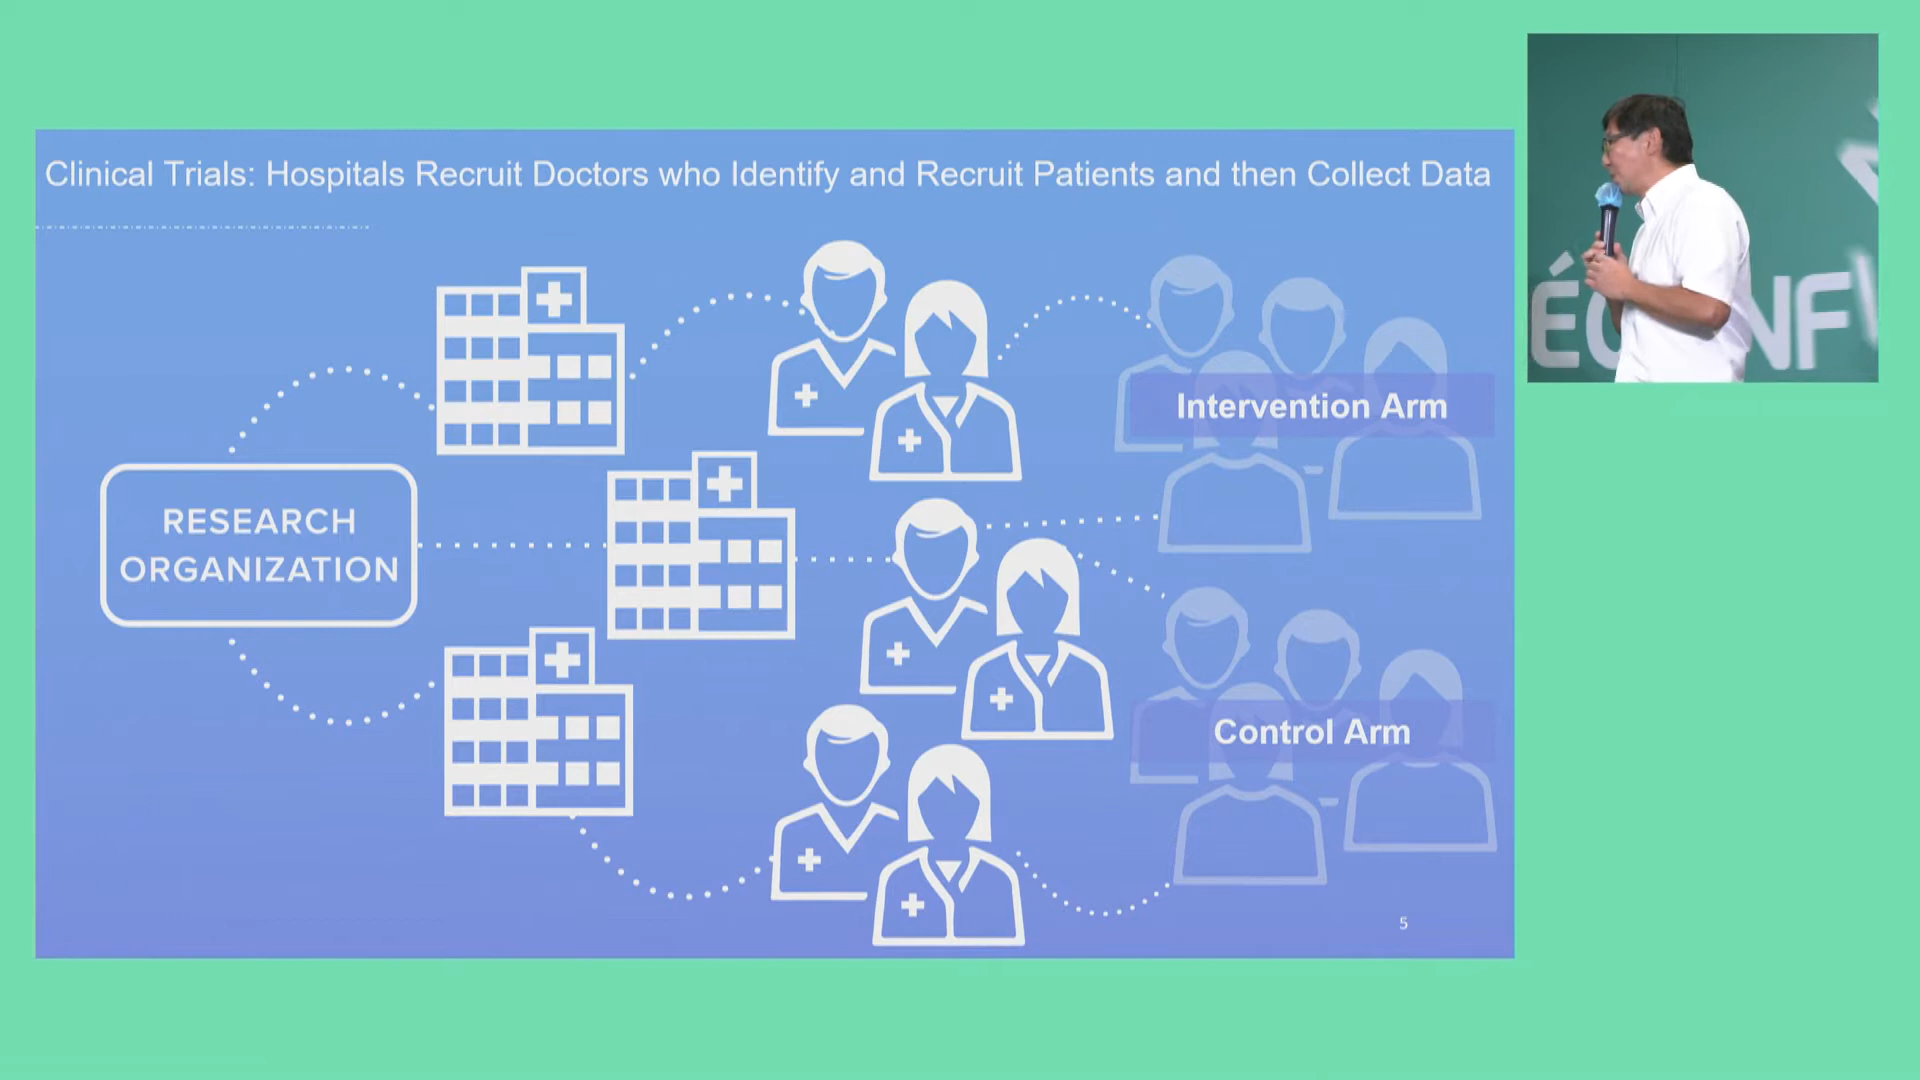 Clinical Trials: Hospitals Recruit Doctors who Identify and Recruit Patients and then Collect Data
RESEARCH
ORGANIZATION
Intervention Arm
Control Arm
5